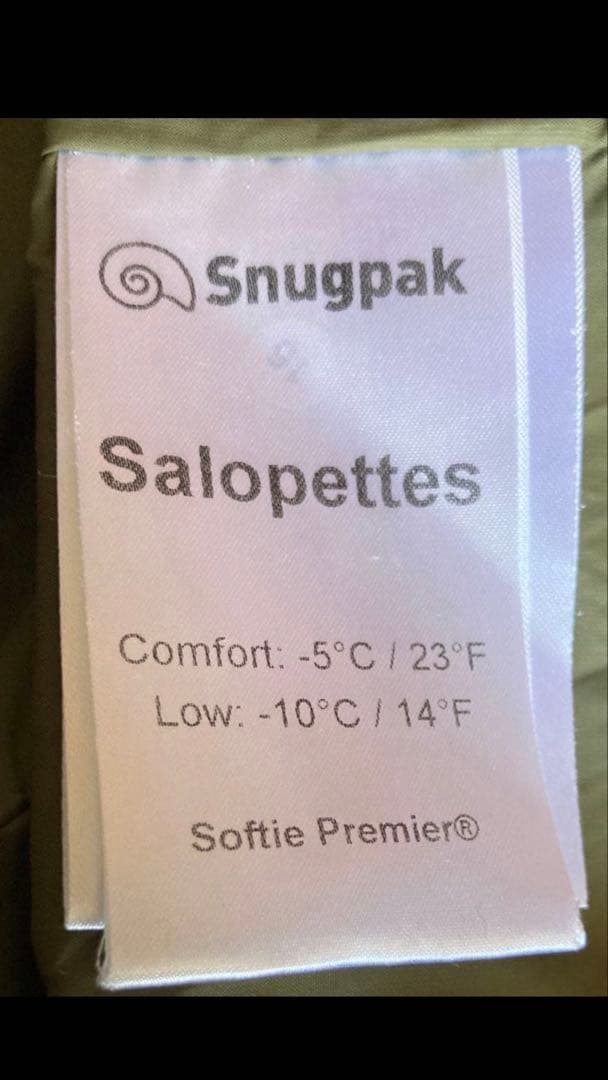 Snugpak
Salopettes
Comfort: -5°C / 23°F
Low: -10°C / 14°F
Softie Premier®